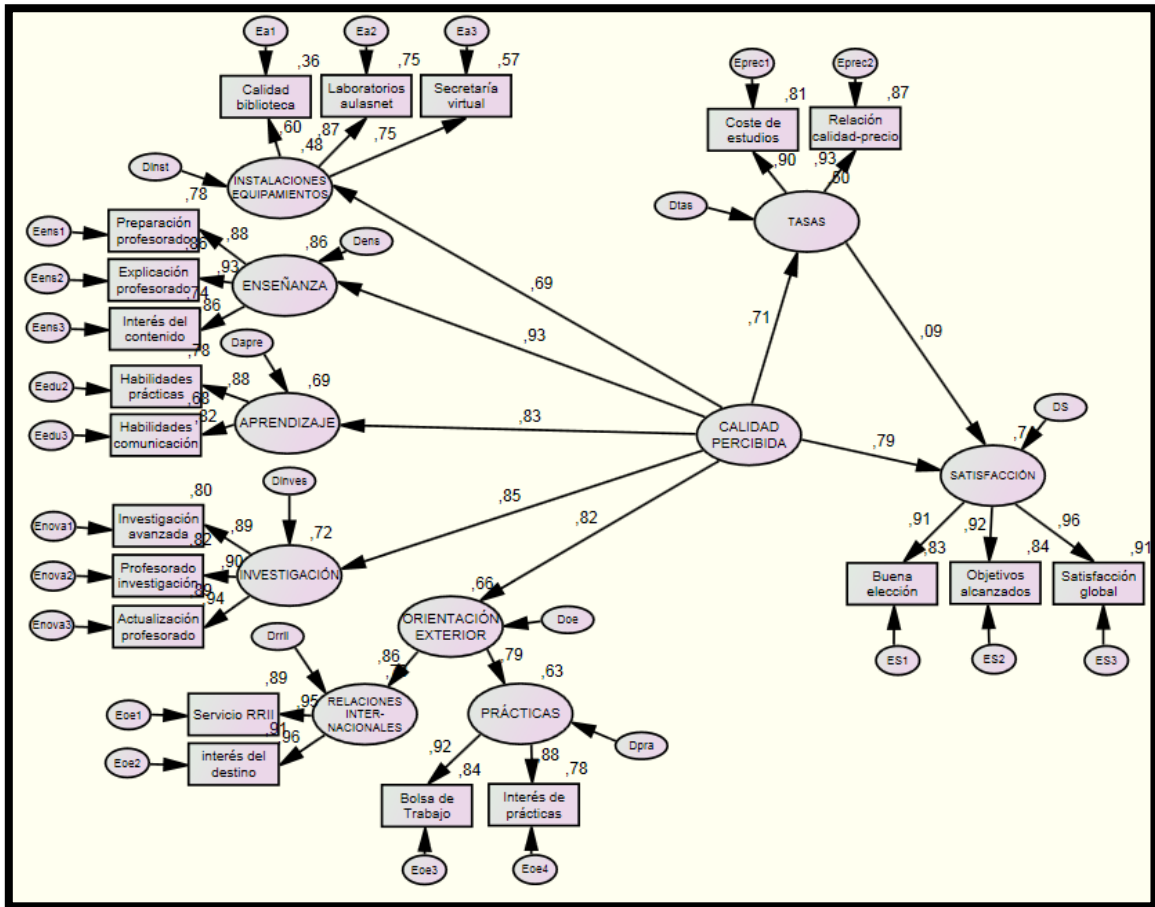 Ea1
Ea2
Ea3
,36
,75
,57
Calidad
biblioteca
Laboratorios
aulasnet
Secretaría
virtual
,60
,48
,87
,75
Dinst
INSTALACIONES
EQUIPAMIENTOS
Eprec1
Eprec2
,81
,87
Coste de
estudios
Relación
calidad-precio
,90
,93
Dtas
TASAS
,78
Eens1
Preparación
profesorado
,86
,88
,86
Dens
Eens2
Explicación
profesorado
,74
,93
ENSEÑANZA
Eens3
Interés del
contenido
,86
,69
,93
,71
,09
,78
Dapre
Eedu2
Habilidades
prácticas
,68
,88
,69
Eedu3
Habilidades
comunicación
,82
APRENDIZAJE
,83
CALIDAD
PERCIBIDA
,79
DS
,7
SATISFACCIÓN
,80
Dinves
Enova1
Investigación
avanzada
,82
,89
,72
Enova2
Profesorado
investigación
,89
,90
INVESTIGACIÓN
Enova3
Actualización
profesorado
,94
,85
,82
,91
,92
,96
,83
,84
,91
Buena
elección
Objetivos
alcanzados
Satisfacción
global
ES1
ES2
ES3
,66
ORIENTACIÓN
EXTERIOR
Doe
Drrii
,86
,79
,63
,89
Eoe1
Servicio RRII
,91
,95
RELACIONES
INTER-
NACIONALES
Eoe2
interés del
destino
,96
PRÁCTICAS
Dpra
,92
,88
,84
,78
Bolsa de
Trabajo
Interés de
prácticas
Eoe3
Eoe4